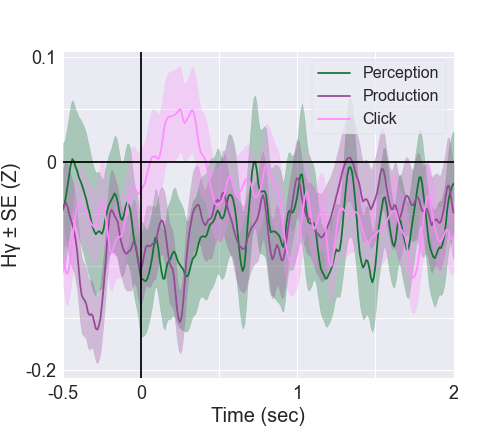 0.1
0
-0.2
Hγ ± SE (Z)
Perception
Production
Click
-0.5
0
1
2
Time (sec)